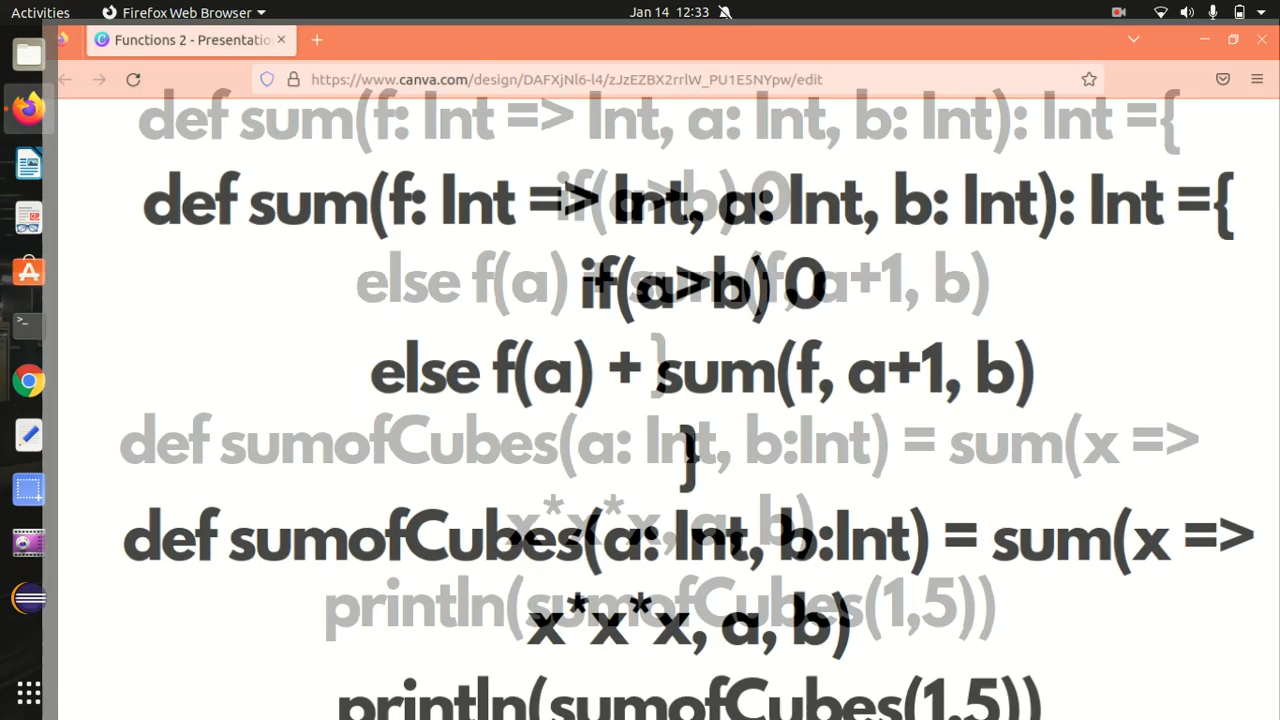 Activities Firefox Web Browser Jan 14 12:33
Functions 2 - Presentatio
https://www.canva.com/design/DAFXjNl6-l4/zJzEZBX2rrlW_PU1E5NYpw/edit
def sum(f: Int => Int, a: Int, b: Int): Int ={
def sum(f: Int => Int, a: Int, b: Int): Int ={
if(a>b) 0
if(a>b) 0
else f(a) + sum(f, a+1, b)
}
else f(a) + sum(f, a+1, b)
def sumofCubes(a: Int, b:Int) = sum(x =>
}
x*x*x, a, b)
def sumofCubes(a: Int, b:Int) = sum(x =>
println(sumofCubes(1,5))
x*x*x, a, b)
println(sumofCubes(1,5))